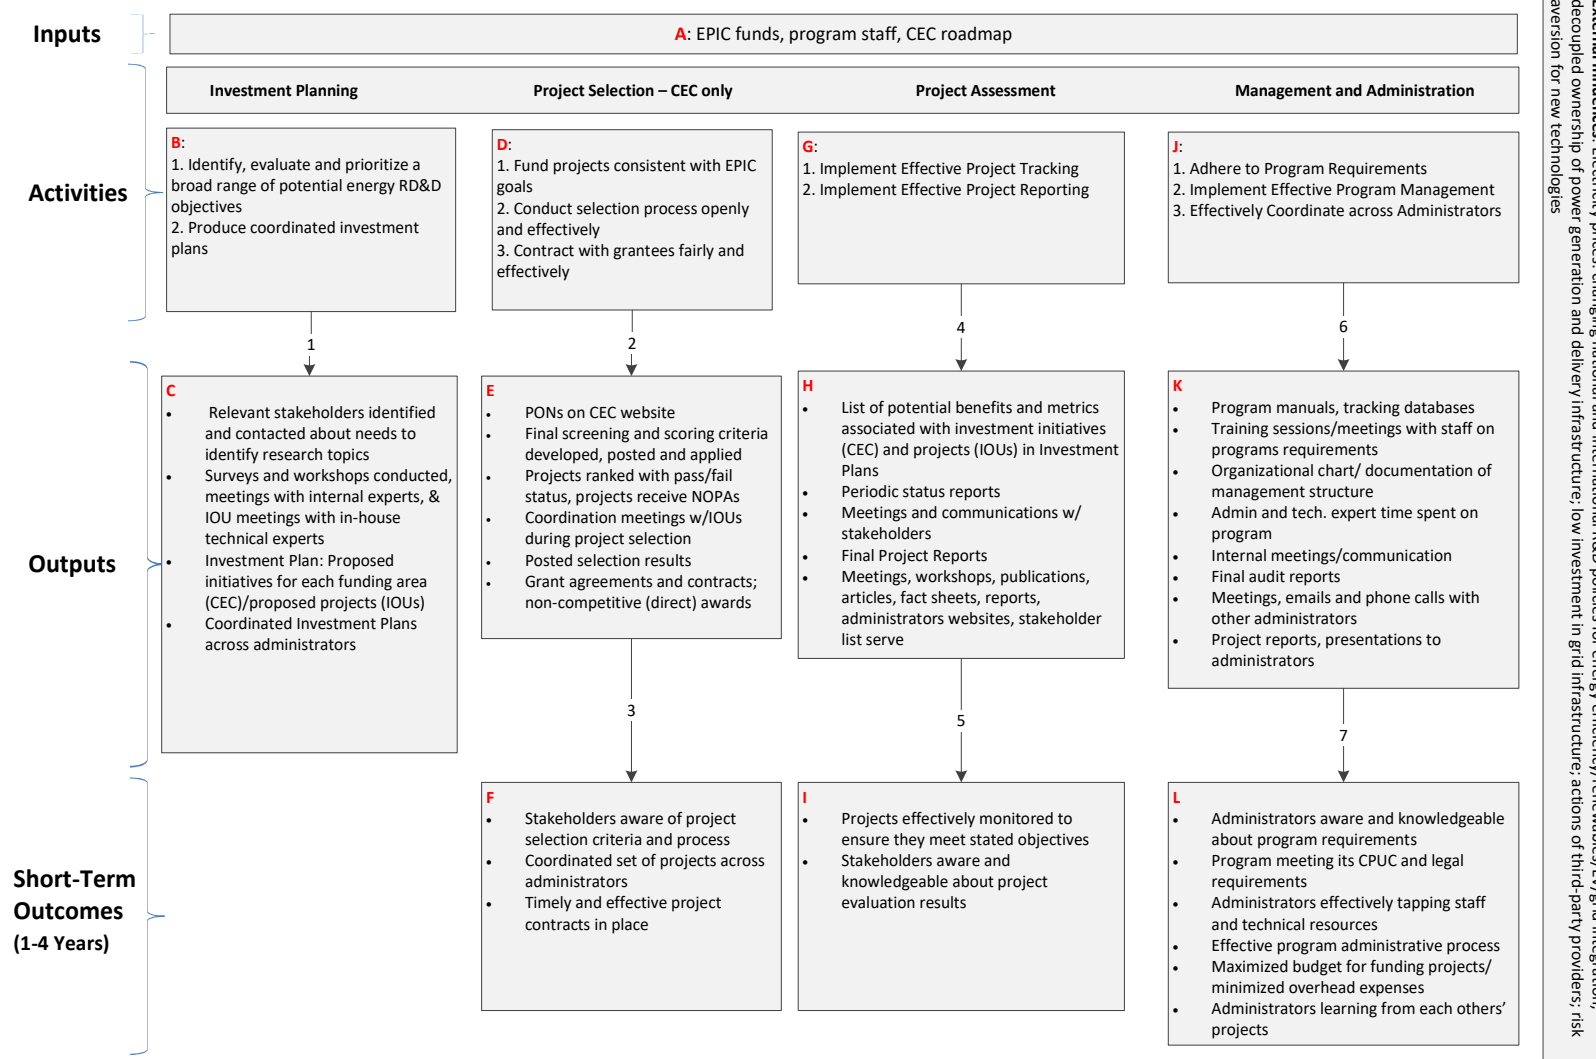 Inputs
A: EPIC funds, program staff, CEC roadmap
Investment Planning
Project Selection – CEC only
Project Assessment
Management and Administration
Activities
B:
1. Identify, evaluate and prioritize a
broad range of potential energy RD&D
objectives
2. Produce coordinated investment
plans
D:
1. Fund projects consistent with EPIC
goals
2. Conduct selection process openly
and effectively
3. Contract with grantees fairly and
effectively
G:
1. Implement Effective Project Tracking
2. Implement Effective Project Reporting
J:
1. Adhere to Program Requirements
2. Implement Effective Program Management
3. Effectively Coordinate across Administrators
1
2
4
6
Outputs
C
• Relevant stakeholders identified
and contacted about needs to
identify research topics
• Surveys and workshops conducted,
meetings with internal experts, &
IOU meetings with in-house
technical experts
• Investment Plan: Proposed
initiatives for each funding area
(CEC)/proposed projects (IOUs)
• Coordinated Investment Plans
across administrators
E
• PONs on CEC website
• Final screening and scoring criteria
developed, posted and applied
• Projects ranked with pass/fail
status, projects receive NOPAs
• Coordination meetings w/IOUs
during project selection
• Posted selection results
• Grant agreements and contracts;
non-competitive (direct) awards
H
• List of potential benefits and metrics
associated with investment initiatives
(CEC) and projects (IOUs) in Investment
Plans
• Periodic status reports
• Meetings and communications w/
stakeholders
• Final Project Reports
• Meetings, workshops, publications,
articles, fact sheets, reports,
administrators websites, stakeholder
list serve
K
• Program manuals, tracking databases
• Training sessions/meetings with staff on
programs requirements
• Organizational chart/ documentation of
management structure
• Admin and tech. expert time spent on
program
• Internal meetings/communication
• Final audit reports
• Meetings, emails and phone calls with
other administrators
• Project reports, presentations to
administrators
3
5
7
Short-Term
Outcomes
(1-4 Years)
F
• Stakeholders aware of project
selection criteria and process
• Coordinated set of projects across
administrators
• Timely and effective project
contracts in place
I
• Projects effectively monitored to
ensure they meet stated objectives
• Stakeholders aware and
knowledgeable about project
evaluation results
L
• Administrators aware and knowledgeable
about program requirements
• Program meeting its CPUC and legal
requirements
• Administrators effectively tapping staff
and technical resources
• Effective program administrative process
• Maximized budget for funding projects/
minimized overhead expenses
• Administrators learning from each others’
projects
External Influences: Electricity prices: changing national and international R&D policies for energy efficiency/renewables/EV/grid integration,
decoupled ownership of power generation and delivery infrastructure; low investment in grid infrastructure; actions of third-party providers; risk
aversion for new technologies